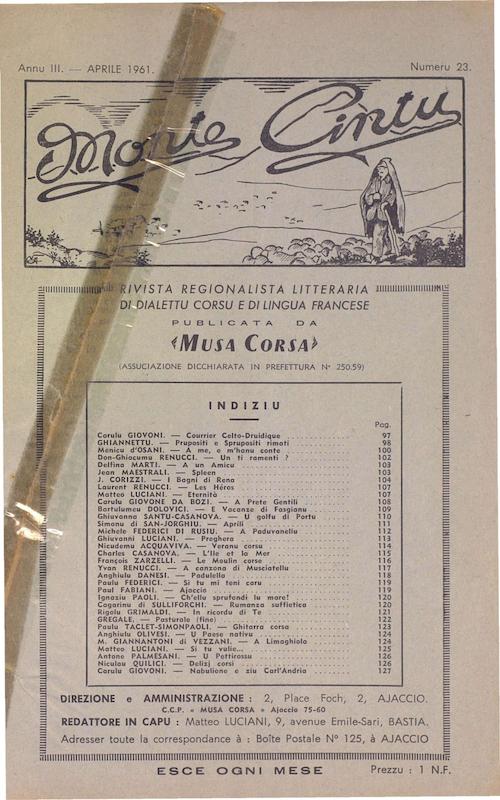 Annu III. — APRILE 1961.
Numeru 23.
Monte Cintu
RIVISTA REGIONALISTA LITTERARIA
DI DIALETTU CORSU E DI LINGUA FRANCESE
PUBLICATA DA
« MUSA CORSA »
(ASSUCIAZIONE DICCHIARATA IN PREFETTURA N° 250.59)
INDIZIU
Pag.
Carulu GIOVONI. — Courrier Celto-Druidique 97
GHIANNETTU. — Prupositi e Sprupositi rimati 98
Menicu d'OSANI. — A me, e m'hanu conte 100
Don-Ghiacumu RENUCCI. — Un ti ramenti ? 102
Delfina MARTI. — A un Amicu 103
Jean MAESTRALI. — Spleen 103
J. CORIZZI. — I Bagni di Rena 104
Laurent RENUCCI. — Les Héros 107
Matteo LUCIANI. — Eternità 107
Carulu GIOVONE DA BOZI. — A Prete Gentili 108
Bartulumeu DOLOVICI. — E Vacanze di Fasgianu 109
Ghiuvanne SANTU-CASANOVA. — U golfu di Portu 110
Simonu di SAN-JORGHIU. — Aprili 111
Michele FEDERICI DI RUSIU. — A Paduvanella 112
Ghiuvanni LUCIANI. — Preghera 113
Nicudemu ACQUAVIVA. — Veranu corsu 114
Charles CASANOVA. — L'Ile et la Mer 115
François ZARZELLI. — Le Moulin corse 116
Yvan RENUCCI. — A canzona di Musciatellu 117
Anghiulu DANESI. — Padulella 118
Paulu FEDERICI. — Si tu mi teni caru 119
Paul FABIANI. — Ajaccio 119
Ignaziu PAOLI. — Ch'ellu sprufendi lu mare! 120
Cagarinu di SULLIFORCHI. — Rumanza suffietica 120
Rigolu GRIMALDI. — In ricordu di Te 121
GREGALE. — Pasturale (fine) 122
Paulu TACLET-SIMONPAOLI. — Ghitarra corsa 123
Anghiulu OLIVESI. — U Paese nativu 124
M. GIANNANTONI di VEZZANI. — A Limaghiola 124
Matteo LUCIANI. — Si tu vulie... 125
Antone PALMESANI. — U Pettirossu 126
Niculau QUILICI. — Delizj corsi 126
Carulu GIOVONI. — Nabulione e ziu Carl'Andria 127
DIREZIONE e AMMINISTRAZIONE : 2, Place Foch, 2, AJACCIO.
C.C.P. « MUSA CORSA » Ajaccio 75-60
REDATTORE IN CAPU : Matteo LUCIANI, 9, avenue Emile-Sari, BASTIA.
Adresser toute la correspondance à : Boîte Postale N° 125, à AJACCIO
ESCE OGNI MESE
Prezzu : 1 N.F.